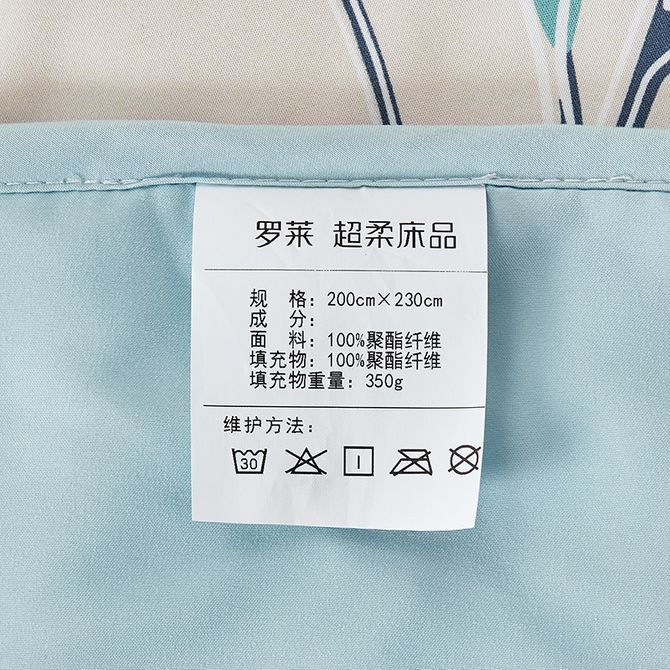 罗莱 超柔床品
规 格：200cm×230cm
成 分：
面 料：100%聚酯纤维
填充物：100%聚酯纤维
填充物重量：350g
维护方法：
30